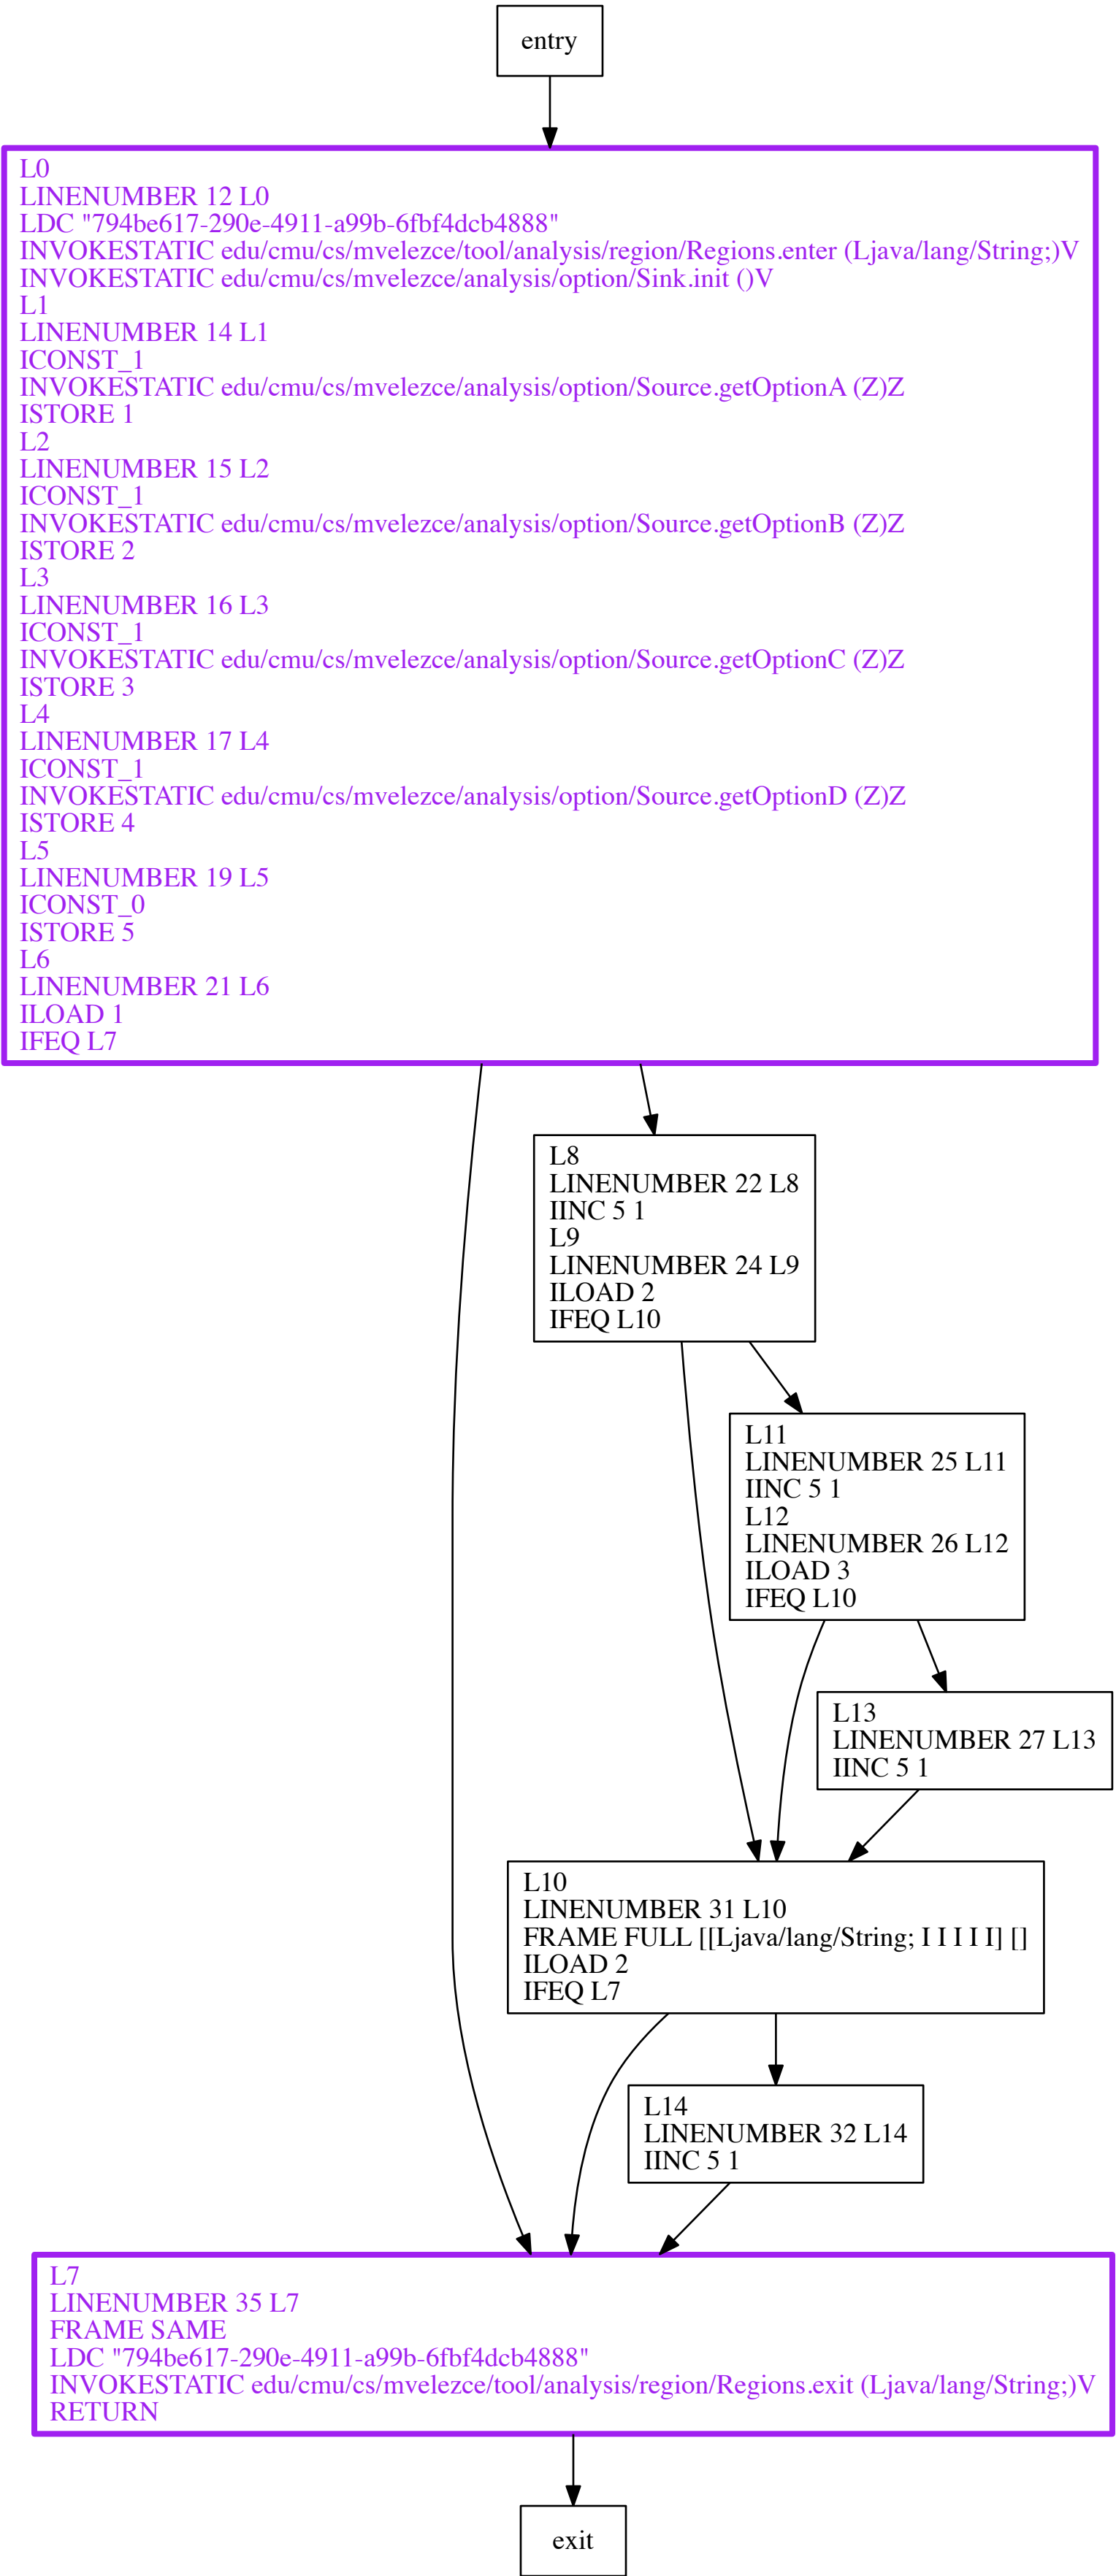 entry
L0
LINENUMBER 12 L0
LDC "794be617-290e-4911-a99b-6fbf4dcb4888"
INVOKESTATIC edu/cmu/cs/mvelezce/tool/analysis/region/Regions.enter (Ljava/lang/String;)V
INVOKESTATIC edu/cmu/cs/mvelezce/analysis/option/Sink.init ()V
L1
LINENUMBER 14 L1
ICONST_1
INVOKESTATIC edu/cmu/cs/mvelezce/analysis/option/Source.getOptionA (Z)Z
ISTORE 1
L2
LINENUMBER 15 L2
ICONST_1
INVOKESTATIC edu/cmu/cs/mvelezce/analysis/option/Source.getOptionB (Z)Z
ISTORE 2
L3
LINENUMBER 16 L3
ICONST_1
INVOKESTATIC edu/cmu/cs/mvelezce/analysis/option/Source.getOptionC (Z)Z
ISTORE 3
L4
LINENUMBER 17 L4
ICONST_1
INVOKESTATIC edu/cmu/cs/mvelezce/analysis/option/Source.getOptionD (Z)Z
ISTORE 4
L5
LINENUMBER 19 L5
ICONST_0
ISTORE 5
L6
LINENUMBER 21 L6
ILOAD 1
IFEQ L7
L8
LINENUMBER 22 L8
IINC 5 1
L9
LINENUMBER 24 L9
ILOAD 2
IFEQ L10
L11
LINENUMBER 25 L11
IINC 5 1
L12
LINENUMBER 26 L12
ILOAD 3
IFEQ L10
L13
LINENUMBER 27 L13
IINC 5 1
L10
LINENUMBER 31 L10
FRAME FULL [[Ljava/lang/String; I I I I I] []
ILOAD 2
IFEQ L7
L14
LINENUMBER 32 L14
IINC 5 1
L7
LINENUMBER 35 L7
FRAME SAME
LDC "794be617-290e-4911-a99b-6fbf4dcb4888"
INVOKESTATIC edu/cmu/cs/mvelezce/tool/analysis/region/Regions.exit (Ljava/lang/String;)V
RETURN
exit